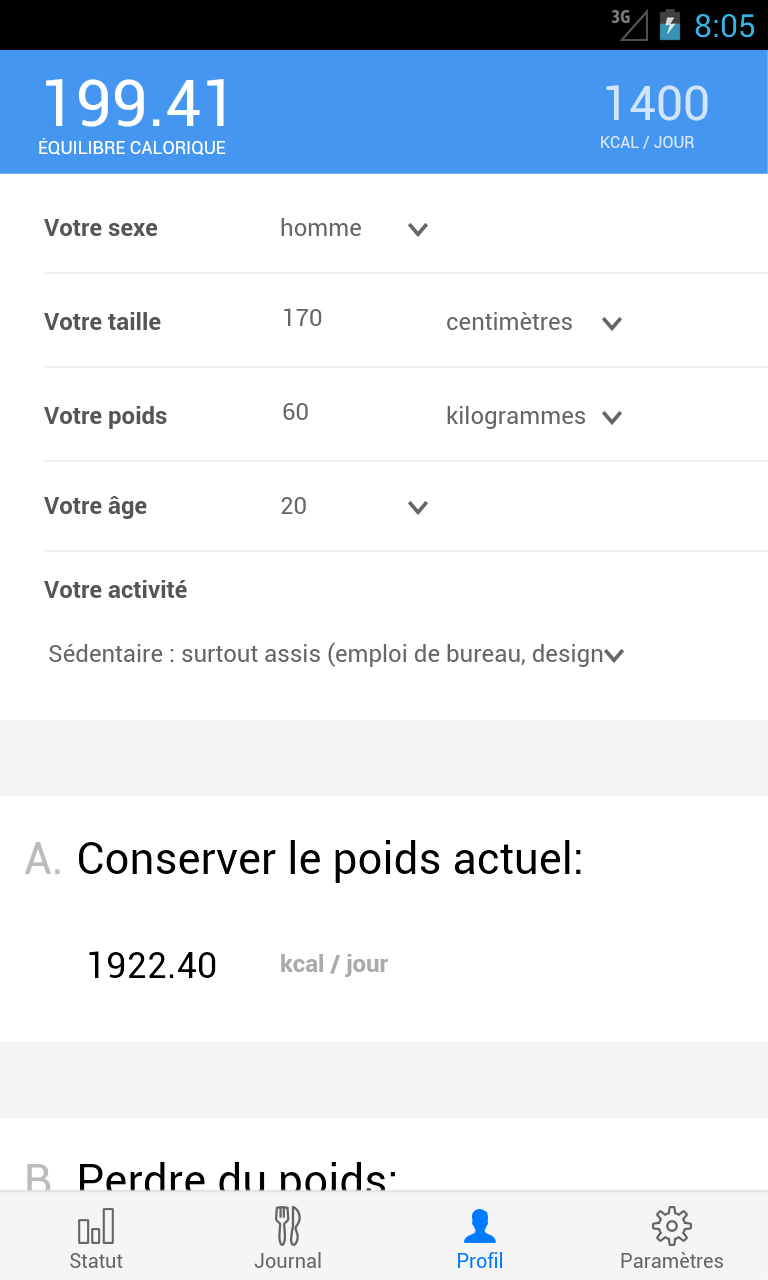 3G 8:05
199.41 1400
ÉQUILIBRE CALORIQUE KCAL / JOUR
Votre sexe homme
Votre taille 170 centimètres
Votre poids 60 kilogrammes
Votre âge 20
Votre activité
Sédentaire : surtout assis (emploi de bureau, design
A. Conserver le poids actuel:
1922.40 kcal / jour
B. Perdre du poids:
Statut Journal Profil Paramètres